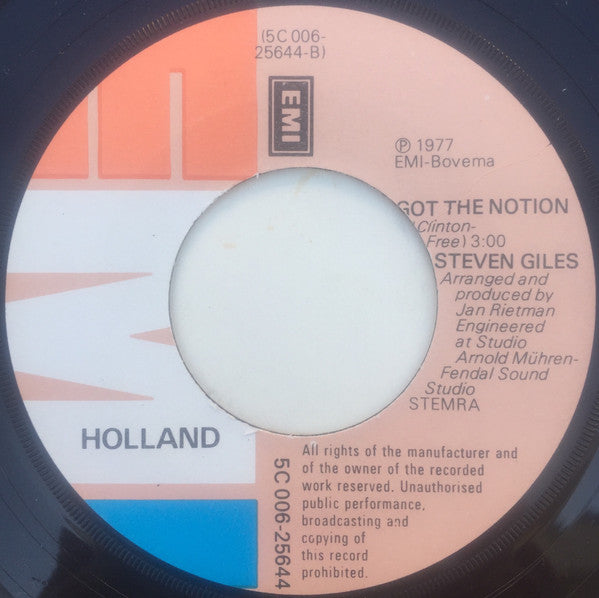 (5C 006-
25644-B)
EMI
℗ 1977
EMI-Bovema
GOT THE NOTION
(Clinton-
Free) 3:00
STEVEN GILES
Arranged and
produced by
Jan Rietman
Engineered
at Studio
Arnold Mühren-
Fendal Sound
Studio
STEMRA
HOLLAND
5C 006-25644
All rights of the manufacturer and
of the owner of the recorded
work reserved. Unauthorised
public performance,
broadcasting and
copying of
this record
prohibited.